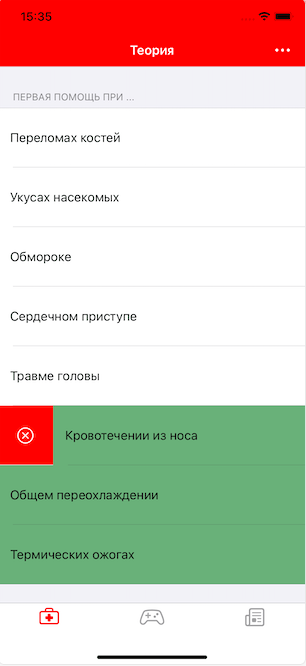 15:35
Теория
ПЕРВАЯ ПОМОЩЬ ПРИ ...
Переломах костей
Укусах насекомых
Обмороке
Сердечном приступе
Травме головы
Кровотечении из носа
Общем переохлаждении
Термических ожогах